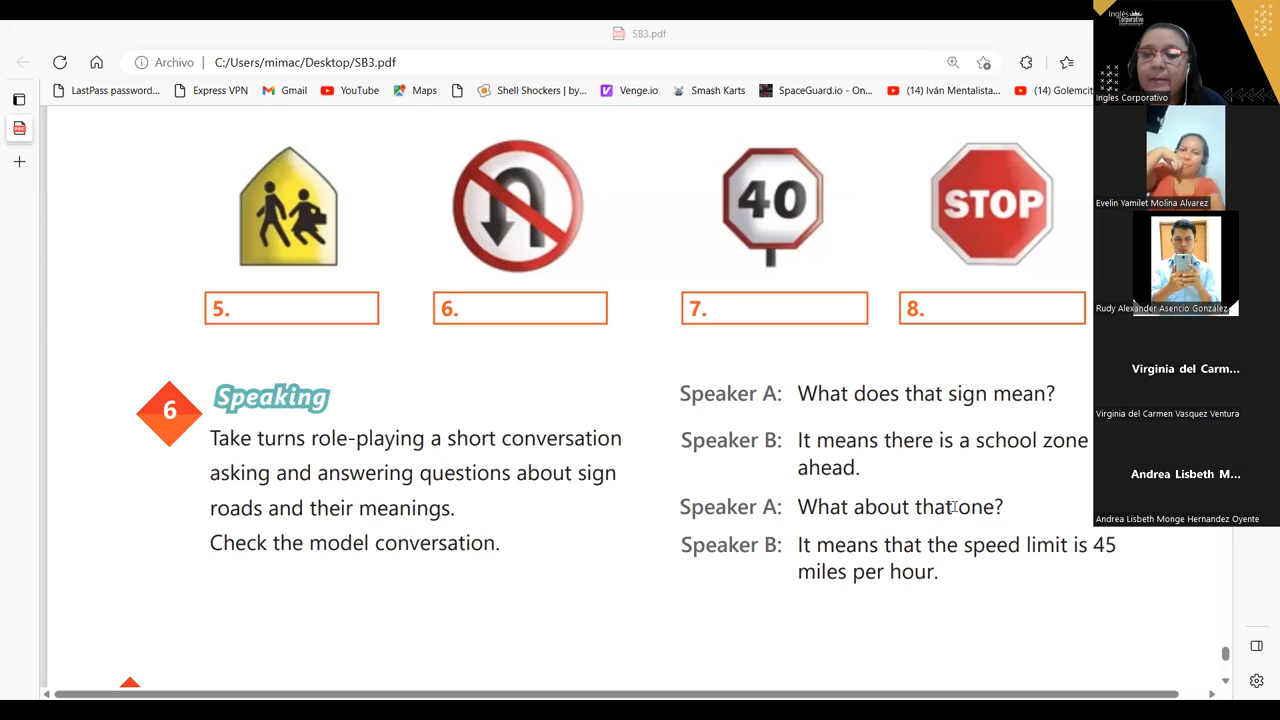 SB3.pdf
Archivo
C:/Users/mimac/Desktop/SB3.pdf
LastPass password...
Express VPN
Gmail
YouTube
Maps
Shell Shockers | by...
Venge.io
Smash Karts
SpaceGuard.io - On...
(14) Iván Mentalista...
(14) Golemcit
40
STOP
5.
6.
7.
8.
6
Speaking
Take turns role-playing a short conversation
asking and answering questions about sign
roads and their meanings.
Check the model conversation.
Speaker A: What does that sign mean?
Speaker B: It means there is a school zone
ahead.
Speaker A: What about that one?
Speaker B: It means that the speed limit is 45
miles per hour.
Inglés
Corporativo
Ingles Corporativo
Evelin Yamilet Molina Alvarez
Rudy Alexander Asencio González
Virginia del Carm...
Virginia del Carmen Vasquez Ventura
Andrea Lisbeth M...
Andrea Lisbeth Monge Hernandez Oyente